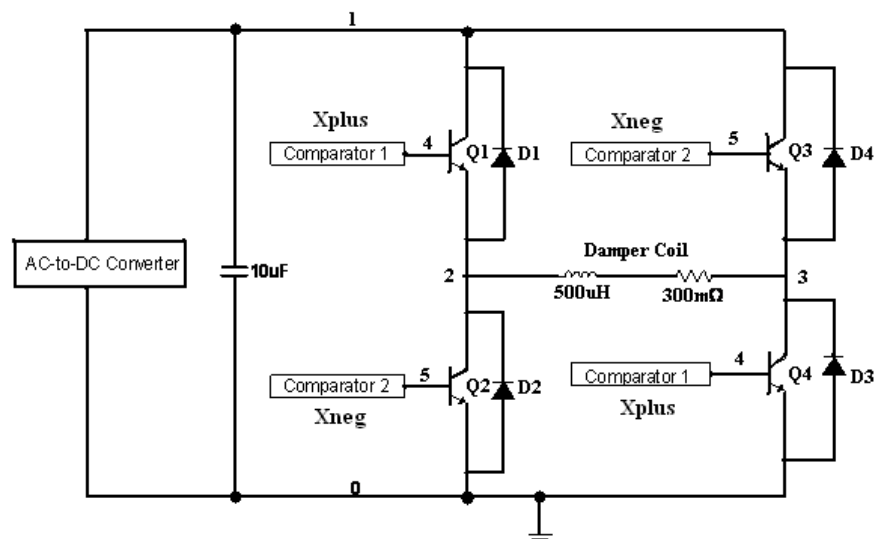 1
Xplus
Comparator 1
4
Q1
D1
Xneg
Comparator 2
5
Q3
D4
AC-to-DC Converter
10uF
2
Damper Coil
500uH
300mΩ
3
Comparator 2
5
Q2
D2
Xneg
Comparator 1
4
Q4
D3
Xplus
0